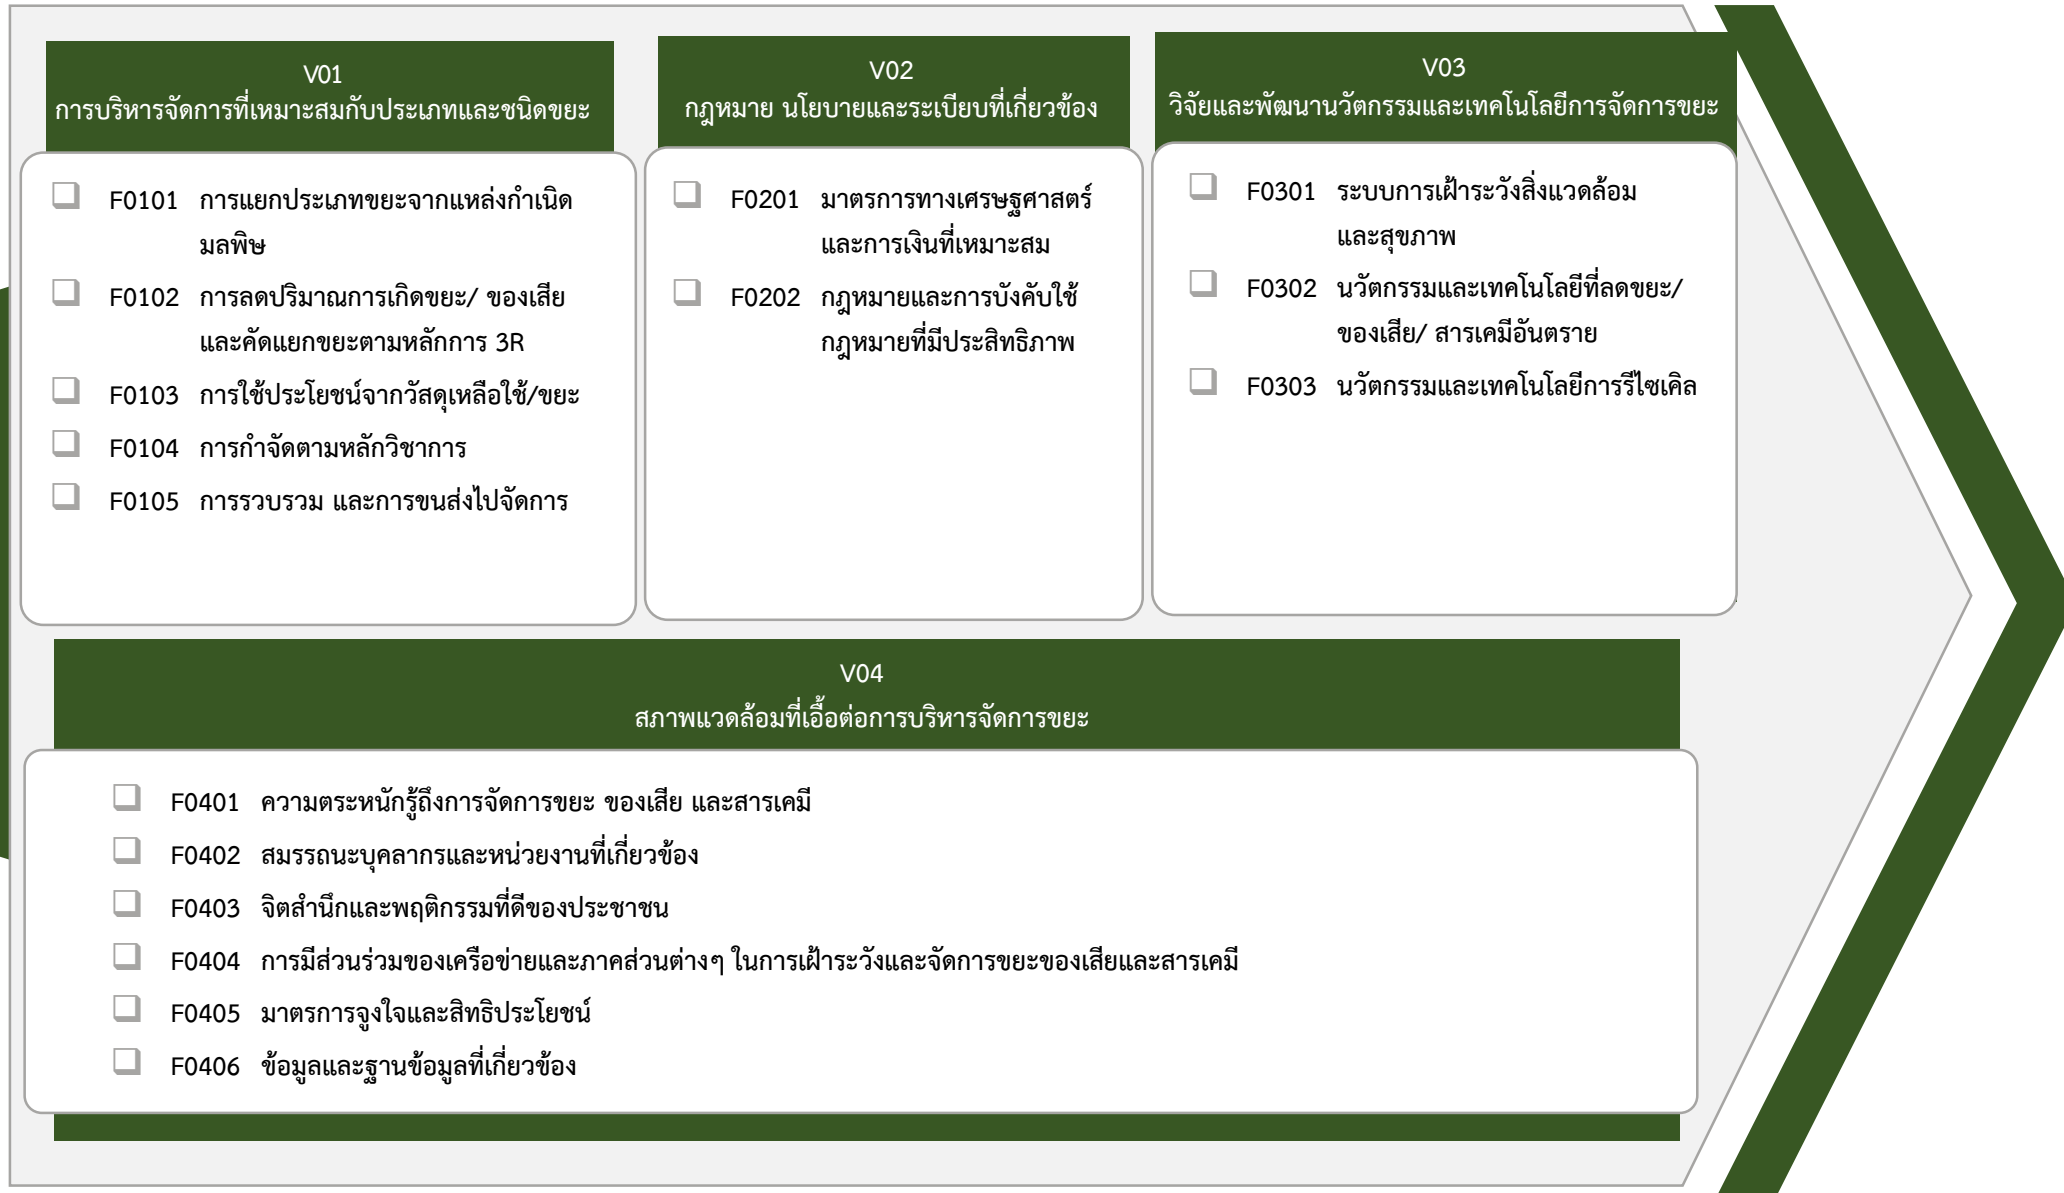 V01
การบริหารจัดการที่เหมาะสมกับประเภทและชนิดขยะ
F0101 การแยกประเภทขยะจากแหล่งกำเนิด
มลพิษ
F0102 การลดปริมาณการเกิดขยะ/ ของเสีย
และคัดแยกขยะตามหลักการ 3R
F0103 การใช้ประโยชน์จากวัสดุเหลือใช้/ขยะ
F0104 การกำจัดตามหลักวิชาการ
F0105 การรวบรวม และการขนส่งไปจัดการ
V02
กฎหมาย นโยบายและระเบียบที่เกี่ยวข้อง
F0201 มาตรการทางเศรษฐศาสตร์
และการเงินที่เหมาะสม
F0202 กฎหมายและการบังคับใช้
กฎหมายที่มีประสิทธิภาพ
V03
วิจัยและพัฒนานวัตกรรมและเทคโนโลยีการจัดการขยะ
F0301 ระบบการเฝ้าระวังสิ่งแวดล้อม
และสุขภาพ
F0302 นวัตกรรมและเทคโนโลยีที่ลดขยะ/
ของเสีย/ สารเคมีอันตราย
F0303 นวัตกรรมและเทคโนโลยีการรีไซเคิล
V04
สภาพแวดล้อมที่เอื้อต่อการบริหารจัดการขยะ
F0401 ความตระหนักรู้ถึงการจัดการขยะ ของเสีย และสารเคมี
F0402 สมรรถนะบุคลากรและหน่วยงานที่เกี่ยวข้อง
F0403 จิตสำนึกและพฤติกรรมที่ดีของประชาชน
F0404 การมีส่วนร่วมของเครือข่ายและภาคส่วนต่างๆ ในการเฝ้าระวังและจัดการขยะของเสียและสารเคมี
F0405 มาตรการจูงใจและสิทธิประโยชน์
F0406 ข้อมูลและฐานข้อมูลที่เกี่ยวข้อง